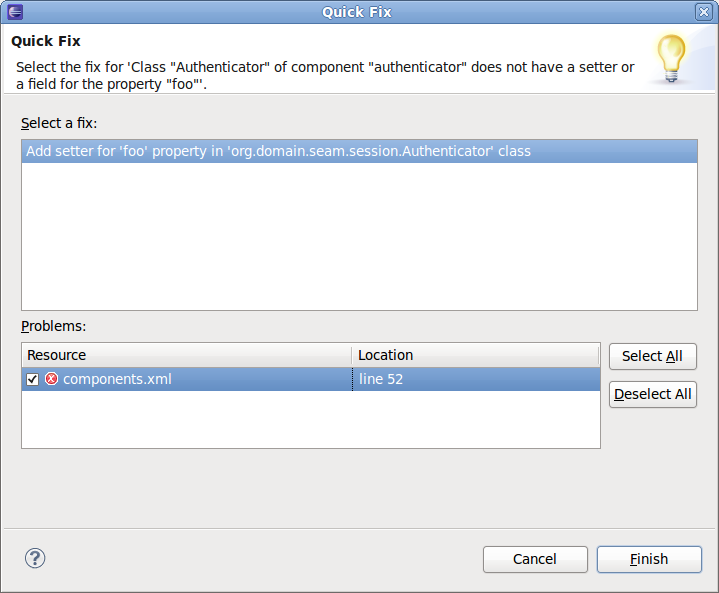 Quick Fix
Quick Fix
Select the fix for 'Class "Authenticator" of component "authenticator" does not have a setter or
a field for the property "foo"'.
Select a fix:
Add setter for 'foo' property in 'org.domain.seam.session.Authenticator' class
Problems:
Resource Location
Select All
components.xml line 52
Deselect All
? Cancel Finish